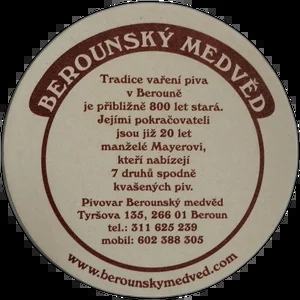 BEROUNSKÝ MEDVĚD
Tradice vaření piva
v Berouně
je přibližně 800 let stará.
Jejími pokračovateli
jsou již 20 let
manželé Mayerovi,
kteří nabízejí
7 druhů spodně
kvašených piv.
Pivovar Berounský medvěd
Tyršova 135, 266 01 Beroun
tel.: 311 625 239
mobil: 602 388 305
www.berounskymedved.com